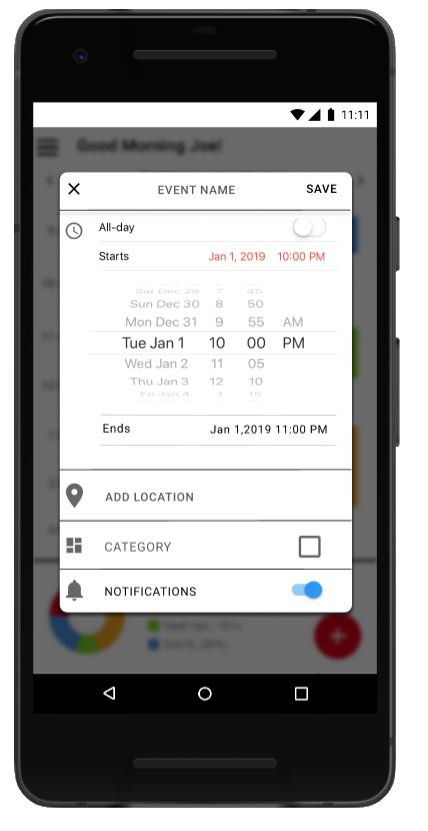 11:11
Good Morning Joe!
EVENT NAME SAVE
All-day
Starts Jan 1, 2019 10:00 PM
Sat Dec 29 7 45
Sun Dec 30 8 50
Mon Dec 31 9 55 AM
Tue Jan 1 10 00 PM
Wed Jan 2 11 05
Thu Jan 3 12 10
Fri Jan 4 1 15
Ends Jan 1,2019 11:00 PM
ADD LOCATION
CATEGORY
NOTIFICATIONS